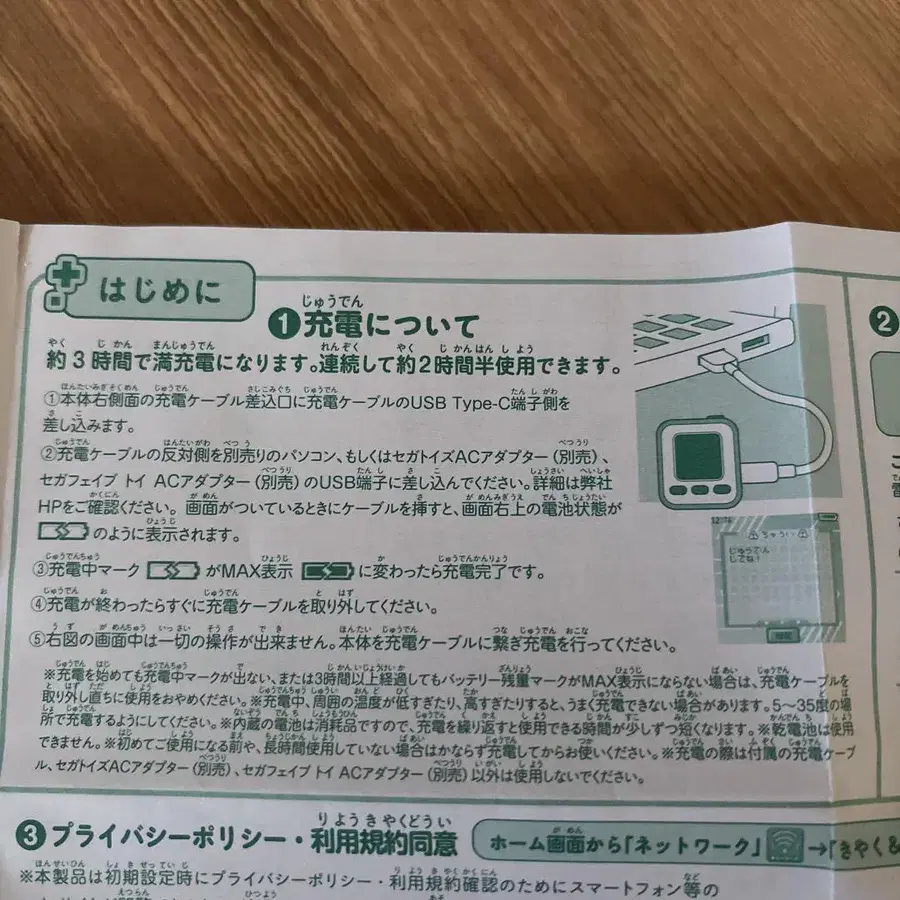 はじめに
❶充電について
約3時間で満充電になります。連続して約2時間半使用できます。
①本体右側面の充電ケーブル差込口に充電ケーブルのUSB Type-C端子側を
差し込みます。
②充電ケーブルの反対側を別売りのパソコン、もしくはセガトイズACアダプター(別売)、
セガフェイブ トイ ACアダプター(別売)のUSB端子に差し込んでください。詳細は弊社
HPをご確認ください。画面がついているときにケーブルを挿すと、画面右上の電池状態が
のように表示されます。
③充電中マーク がMAX表示 に変わったら充電完了です。
④充電が終わったらすぐに充電ケーブルを取り外してください。
⑤右図の画面中は一切の操作が出来ません。本体を充電ケーブルに繋ぎ充電を行ってください。
ちゅうい
じゅうでん
してね!
※充電を始めても充電中マークが出ない、または3時間以上経過してもバッテリー残量マークがMAX表示にならない場合は、充電ケーブルを
取り外し直ちに使用をおやめください。※充電中、周囲の温度が低すぎたり、高すぎたりすると、うまく充電できない場合があります。5〜35度の場
所で充電するようにしてください。※内蔵の電池は消耗品ですので、充電を繰り返すと使用できる時間が少しずつ短くなります。※乾電池は使用
できません。※初めてご使用になる前や、長時間使用していない場合はかならず充電してからお使いください。※充電の際は付属の充電ケーブ
ル、セガトイズACアダプター(別売)、セガフェイブ トイ ACアダプター(別売)以外は使用しないでください。
❷
❸プライバシーポリシー・利用規約同意
ホーム画面から「ネットワーク」 →「きやく&
※本製品は初期設定時にプライバシーポリシー・利用規約確認のためにスマートフォン等の